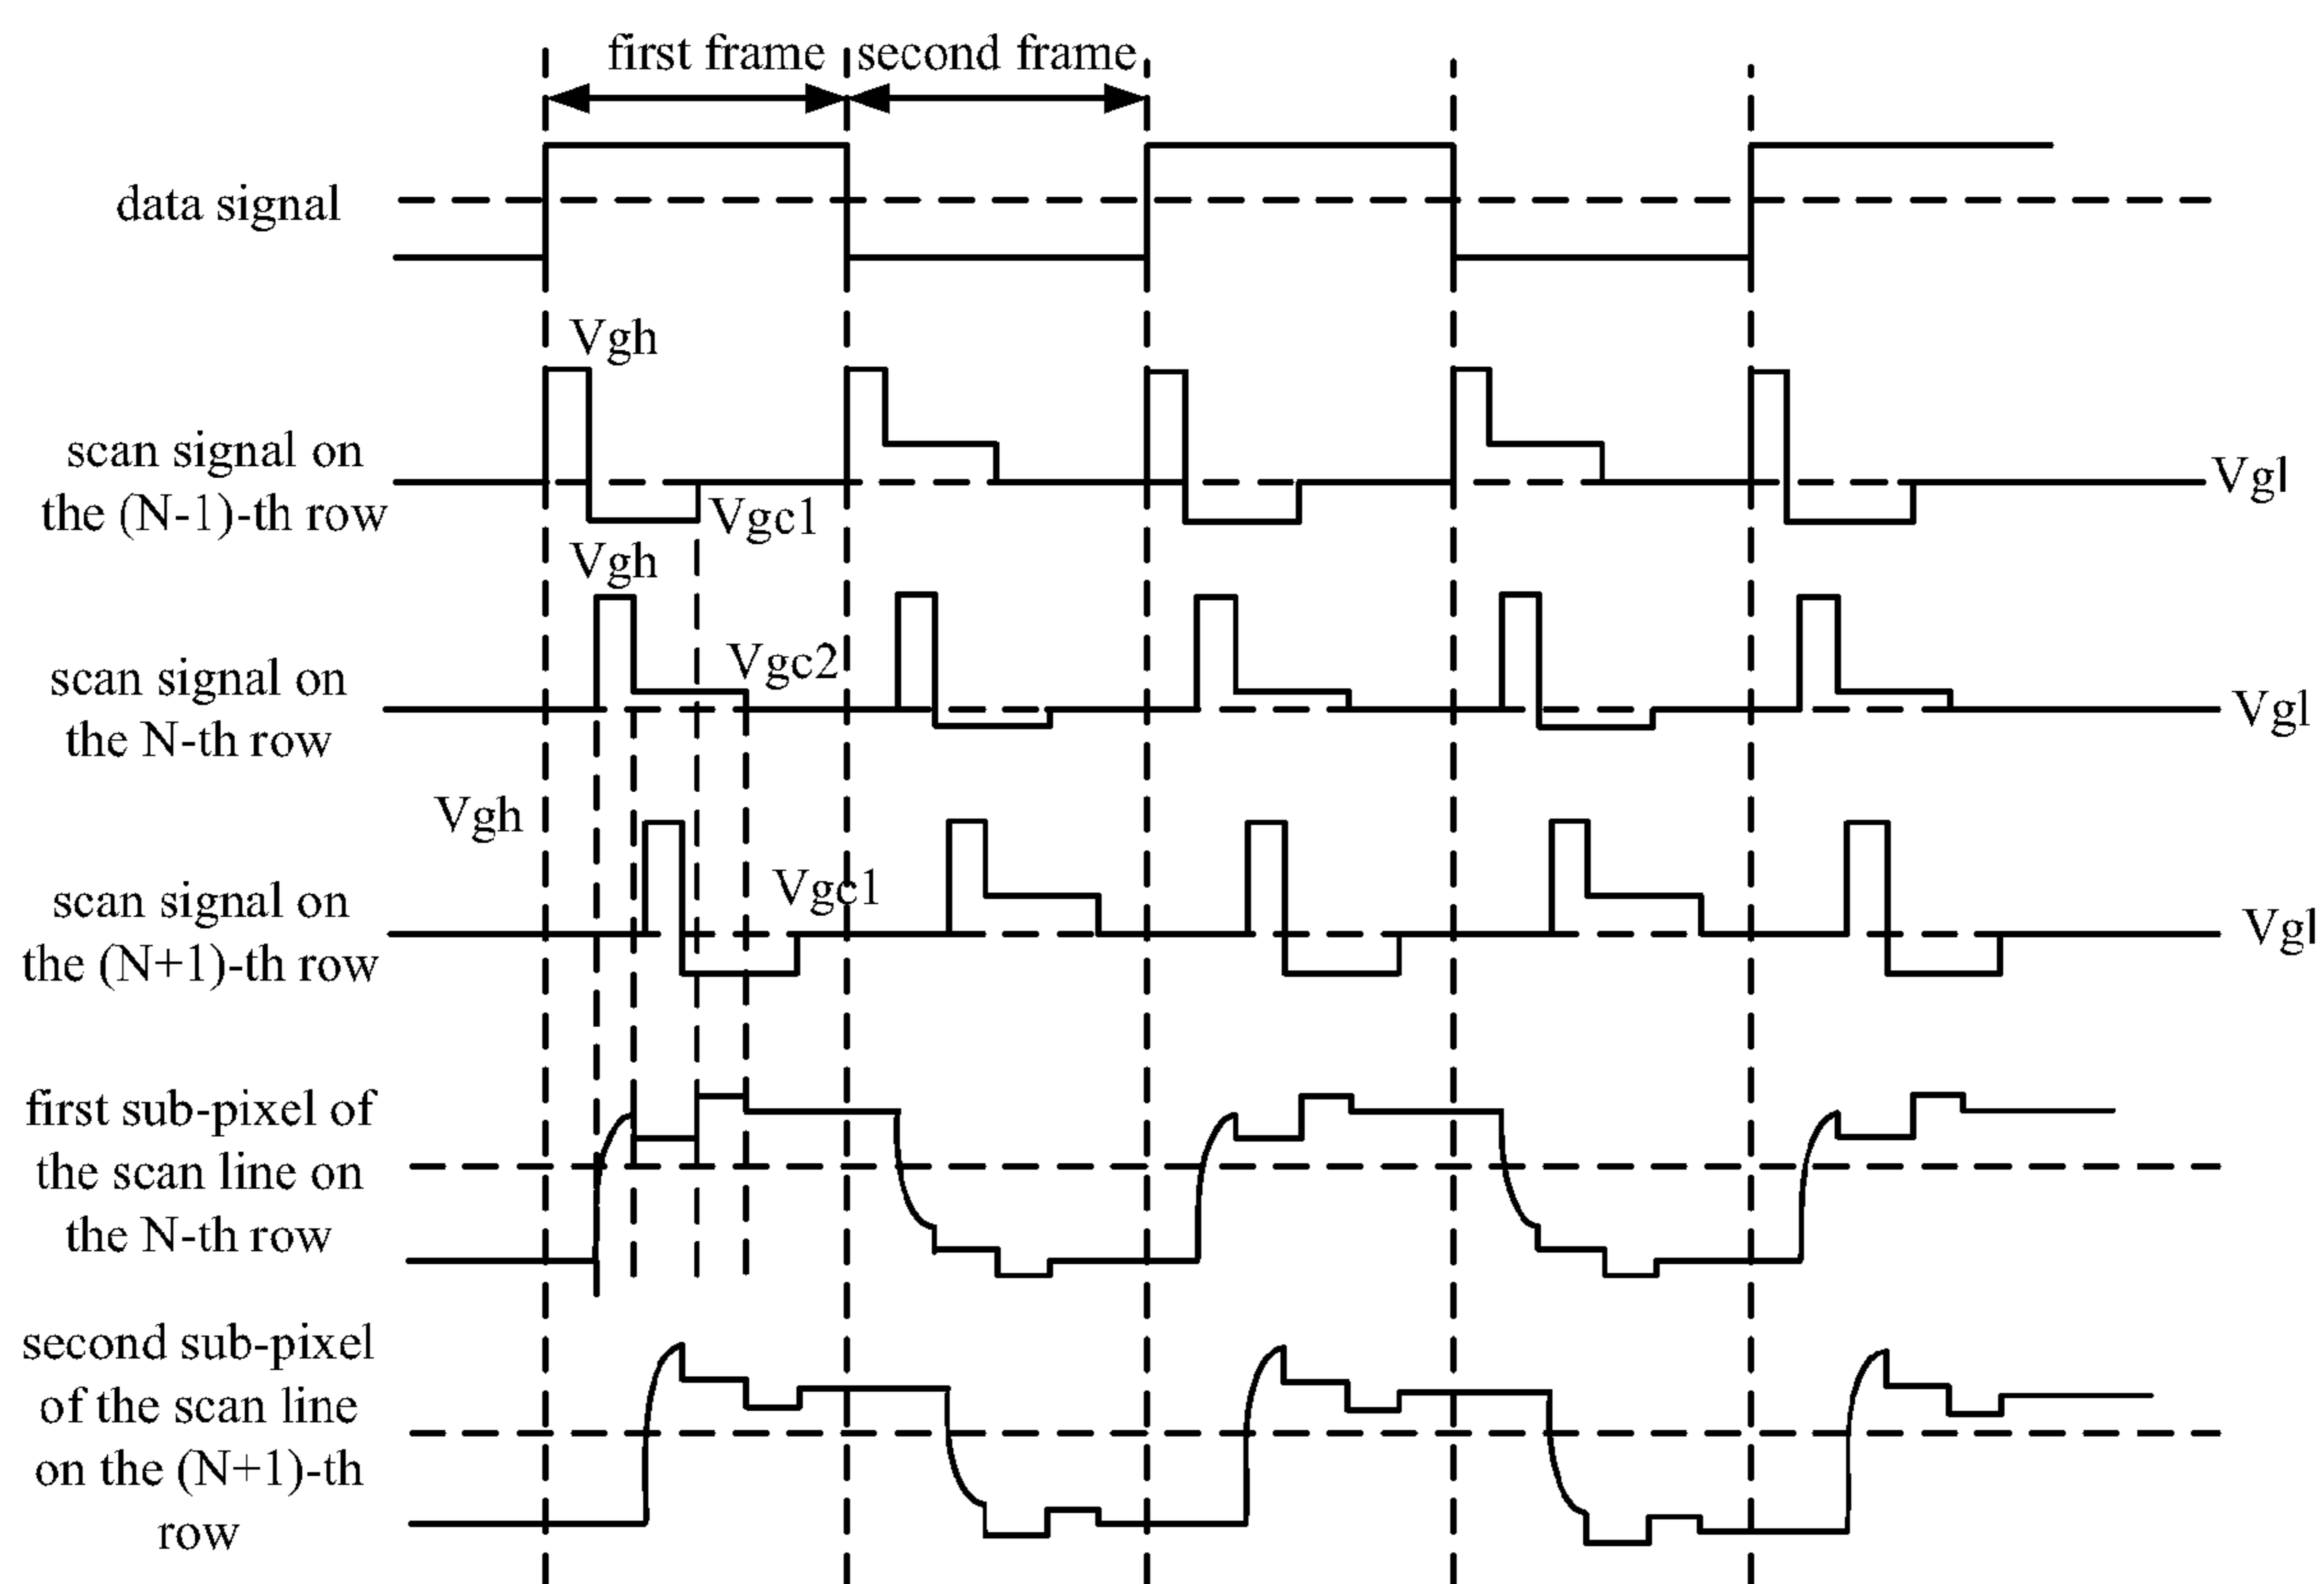 first frame
second frame
data signal
Vgh
scan signal on
the (N-1)-th row
Vgc1
Vgl
Vgh
scan signal on
the N-th row
Vgc2
Vgl
Vgh
scan signal on
the (N+1)-th row
Vgc1
Vgl
first sub-pixel of
the scan line on
the N-th row
second sub-pixel
of the scan line
on the (N+1)-th
row